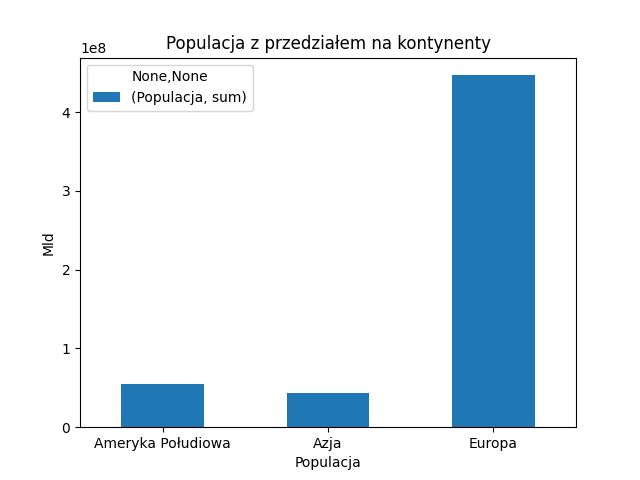 Populacja z przedziałem na kontynenty
1e8
None,None
(Populacja, sum)
4
3
2
1
0
Mld
Ameryka Połudiowa Azja Europa
Populacja